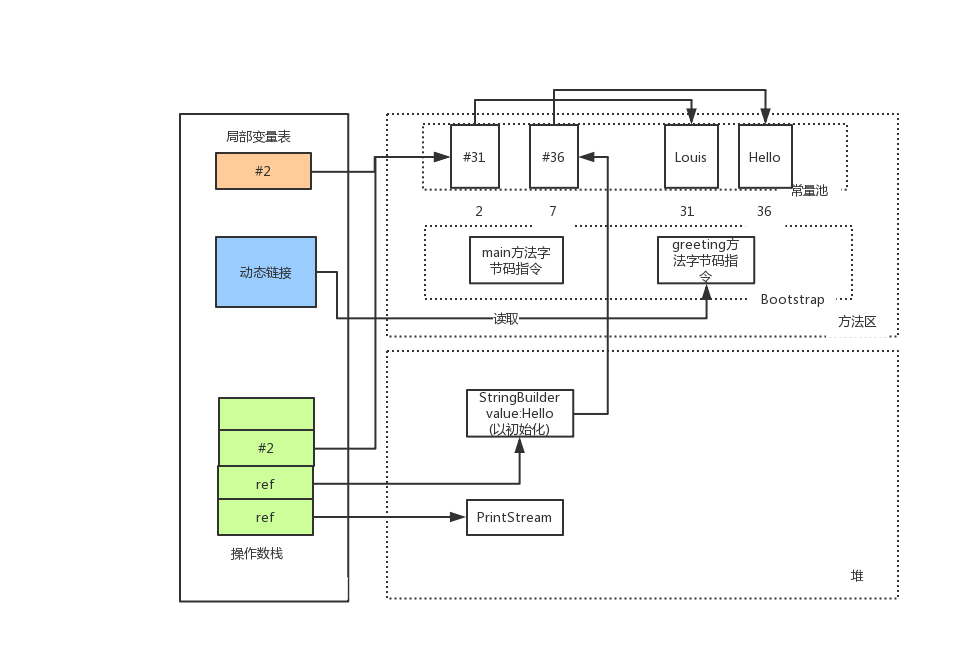 局部变量表
#2
动态链接
#2
ref
ref
操作数栈
#31
#36
Louis
Hello
常量池
2
7
31
36
main方法字
节码指令
greeting方
法字节码指
令
Bootstrap
读取
方法区
StringBuilder
value:Hello
(以初始化)
PrintStream
堆